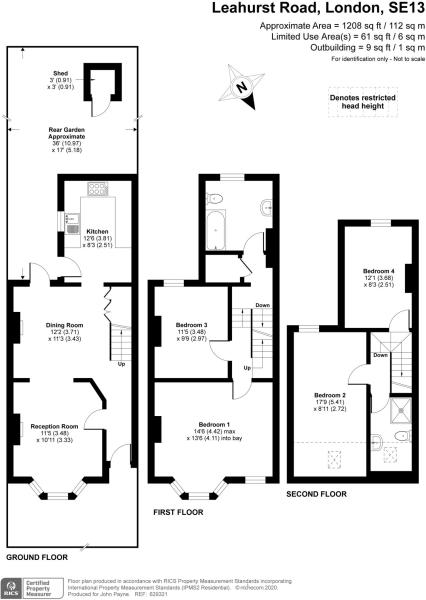 Leahurst Road, London, SE13
Approximate Area = 1208 sq ft / 112 sq m
Limited Use Area(s) = 61 sq ft / 6 sq m
Outbuilding = 9 sq ft / 1 sq m
For identification only - Not to scale
Shed
3' (0.91)
x 3' (0.91)
N
Denotes restricted
head height
Rear Garden
Approximate
36' (10.97)
x 17' (5.18)
Kitchen
12'6 (3.81)
x 8'3 (2.51)
Bedroom 4
12'1 (3.68)
x 8'3 (2.51)
Dining Room
12'2 (3.71)
x 11'3 (3.43)
Up
Bedroom 3
11'5 (3.48)
x 9'9 (2.97)
Down
Up
Down
Bedroom 2
17'9 (5.41)
x 8'11 (2.72)
Reception Room
11'5 (3.48)
x 10'11 (3.33)
Bedroom 1
14'6 (4.42) max
x 13'6 (4.11) into bay
SECOND FLOOR
FIRST FLOOR
GROUND FLOOR
RICS
Certified
Property
Measurer
Floor plan produced in accordance with RICS Property Measurement Standards incorporating
International Property Measurement Standards (IPMS2 Residential). © nichecom 2020.
Produced for John Payne. REF: 629321